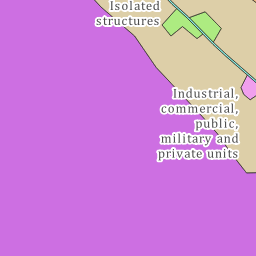 Isolated
structures
Industrial,
commercial,
public,
military and
private units